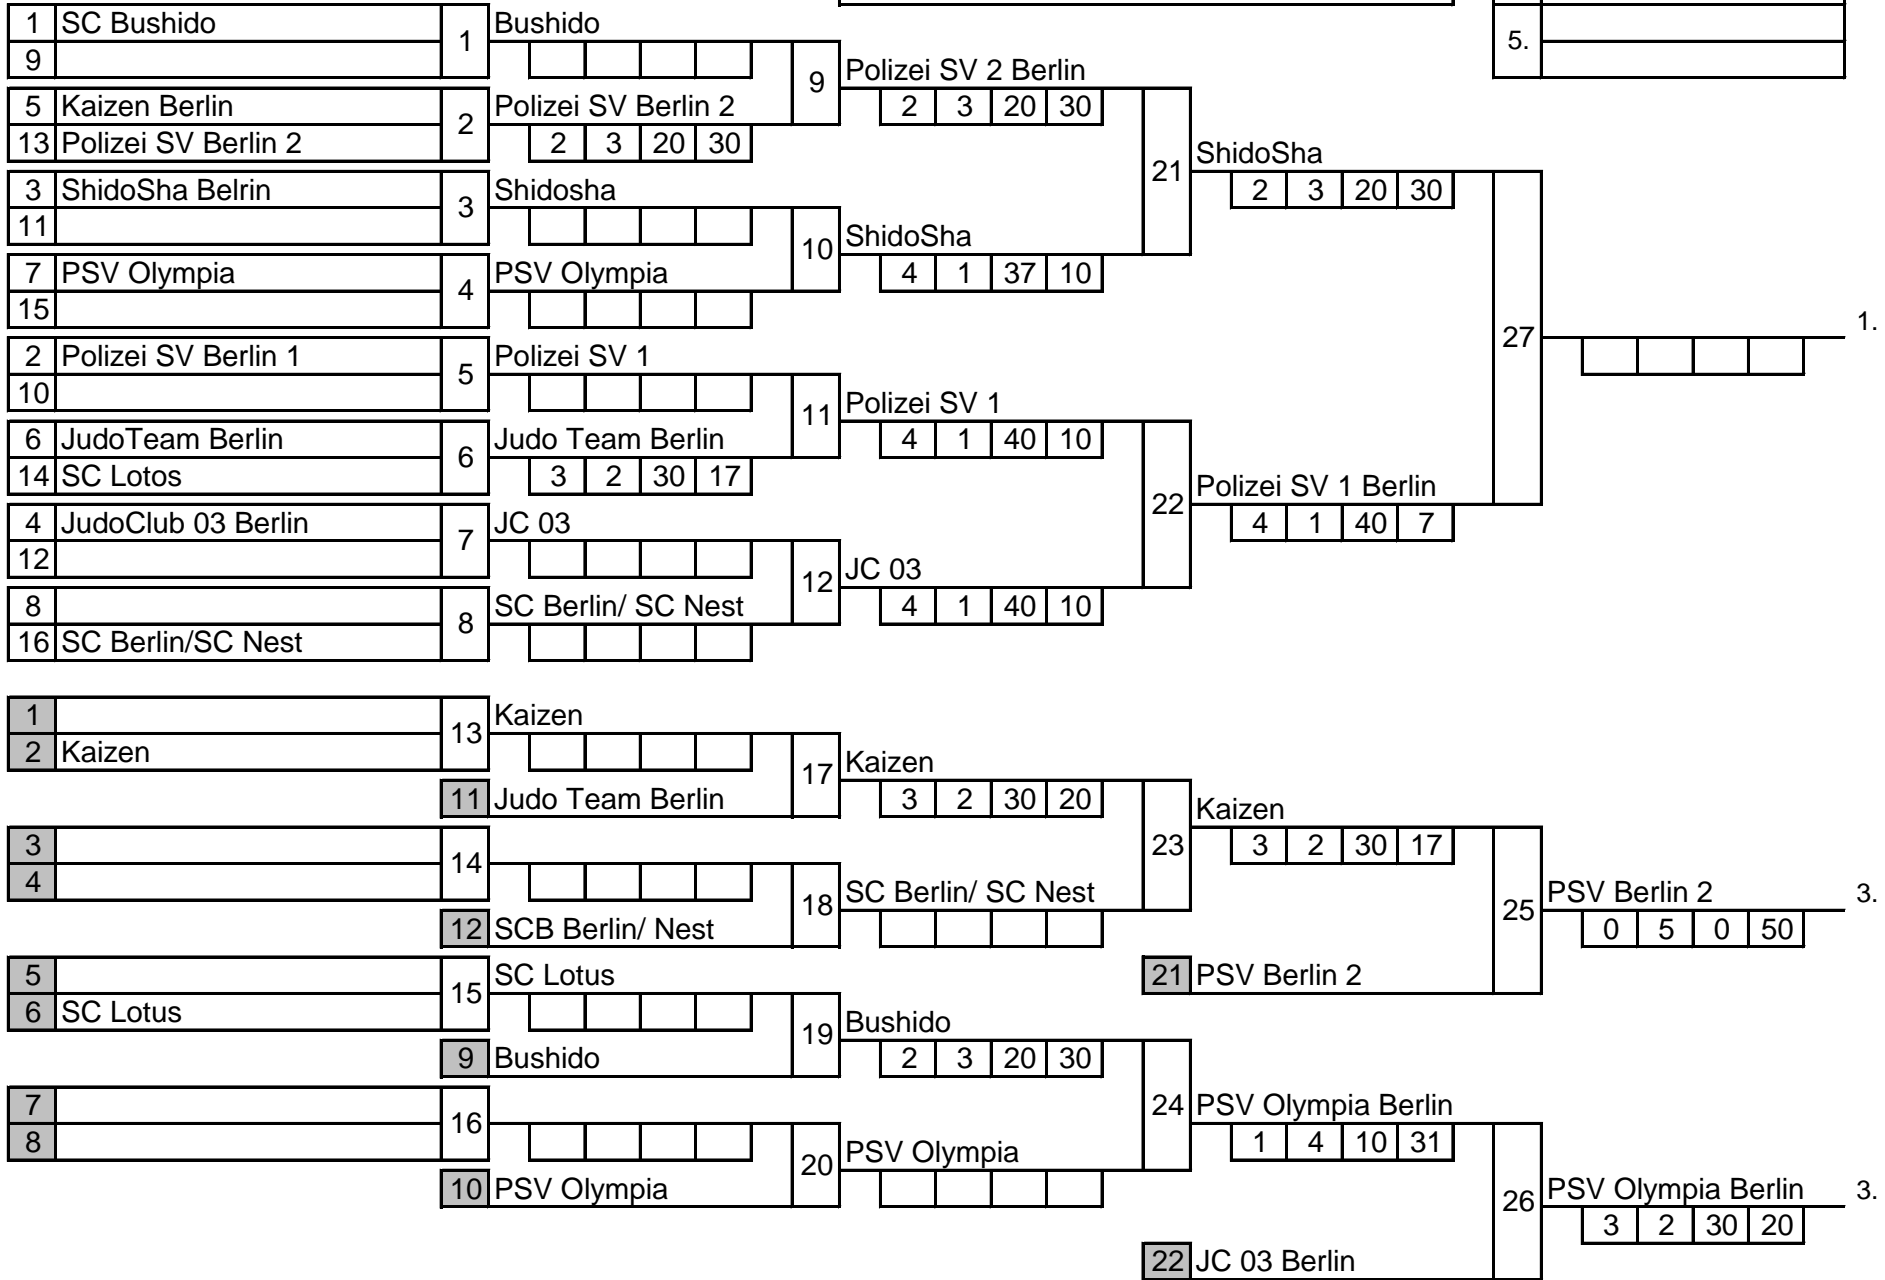 1 SC Bushido 1 Bushido
9 5.
9 Polizei SV 2 Berlin
5 Kaizen Berlin 2 Polizei SV Berlin 2 2 3 20 30
13 Polizei SV Berlin 2 2 3 20 30
21 ShidoSha
3 ShidoSha Belrin 3 Shidosha 2 3 20 30
11
10 ShidoSha
7 PSV Olympia 4 PSV Olympia 4 1 37 10
15
27 1.
2 Polizei SV Berlin 1 5 Polizei SV 1
10
11 Polizei SV 1
6 JudoTeam Berlin 6 Judo Team Berlin 4 1 40 10
14 SC Lotos 3 2 30 17
22 Polizei SV 1 Berlin
4 JudoClub 03 Berlin 7 JC 03 4 1 40 7
12
12 JC 03
8 8 SC Berlin/ SC Nest 4 1 40 10
16 SC Berlin/SC Nest
1 13 Kaizen
2 Kaizen
17 Kaizen
11 Judo Team Berlin 3 2 30 20
23 Kaizen
3 14 3 2 30 17
4
18 SC Berlin/ SC Nest 25 PSV Berlin 2 3.
12 SCB Berlin/ Nest 0 5 0 50
5 15 SC Lotus 21 PSV Berlin 2
6 SC Lotus
19 Bushido
9 Bushido 2 3 20 30
7 16 24 PSV Olympia Berlin
8 1 4 10 31
20 PSV Olympia
10 PSV Olympia 26 PSV Olympia Berlin 3.
3 2 30 20
22 JC 03 Berlin